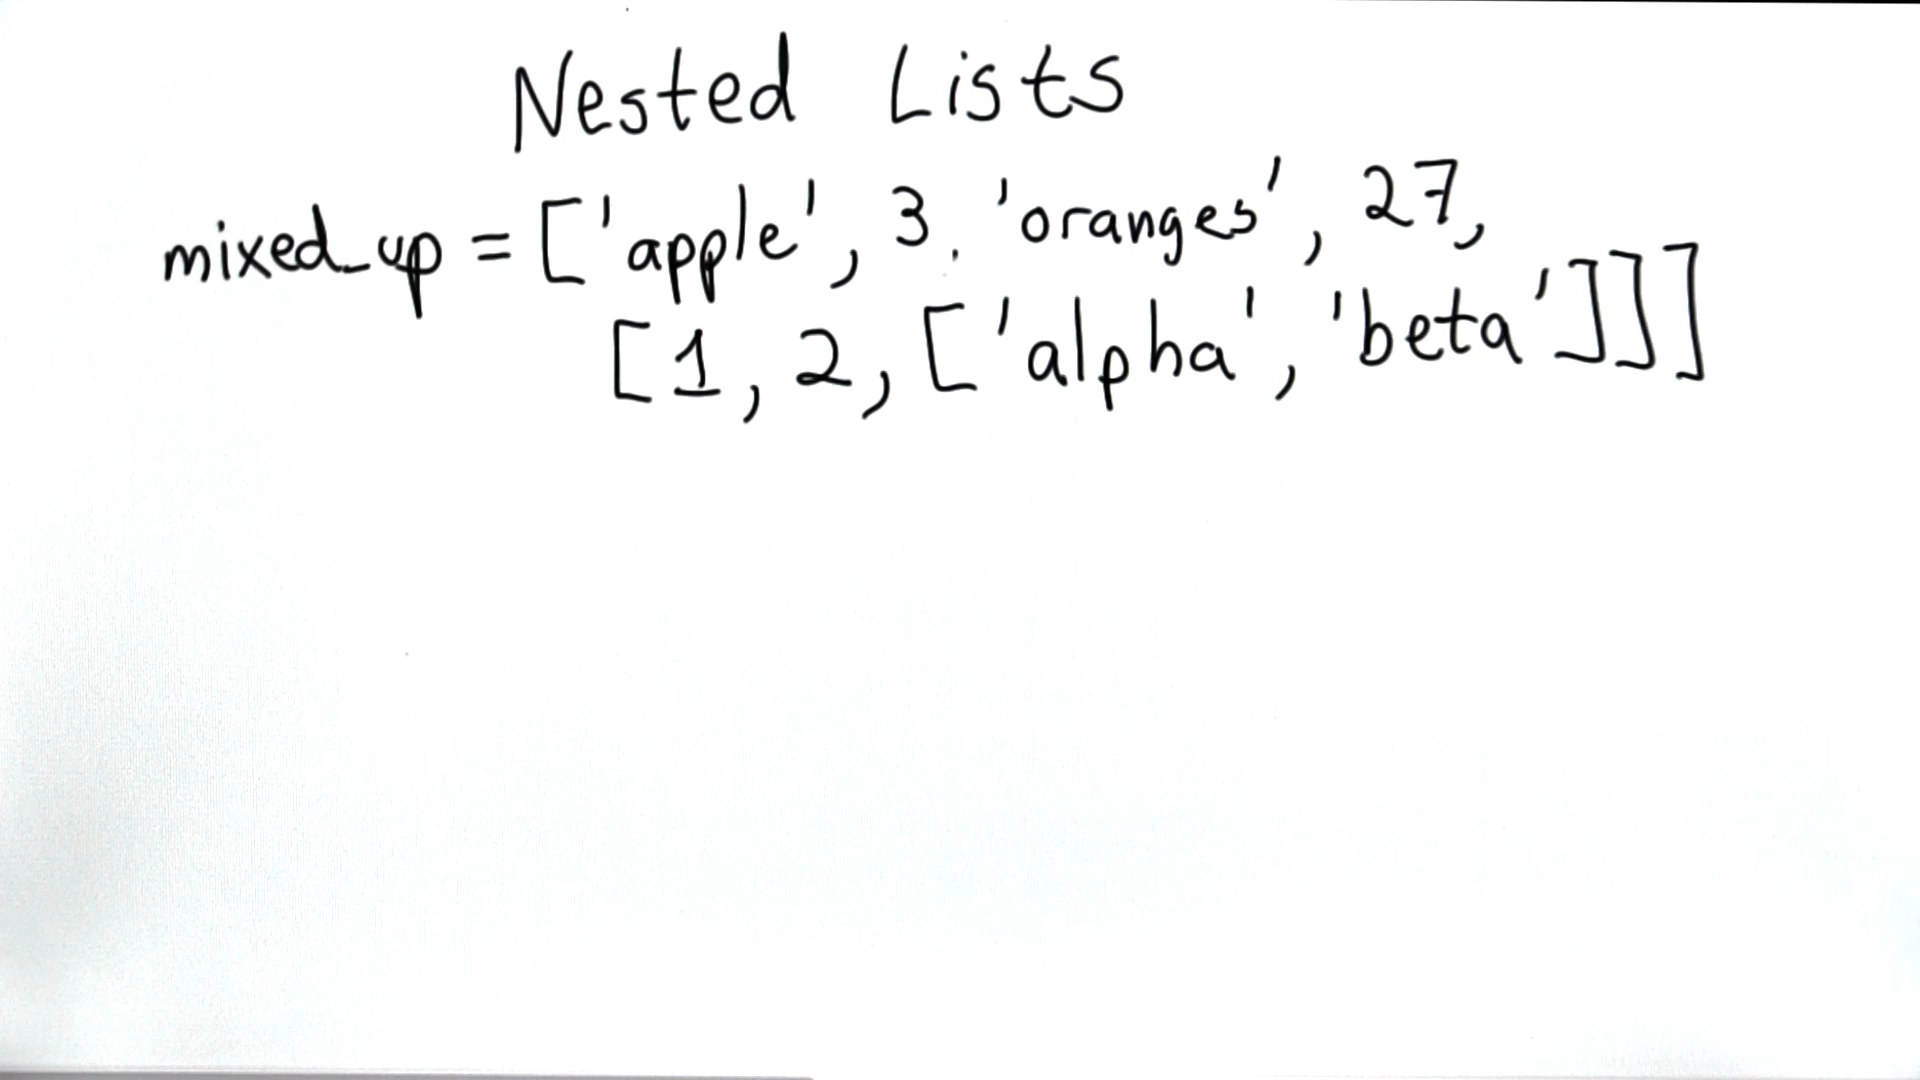 Nested Lists
mixed_up = ['apple', 3, 'oranges', 27,
[1, 2, ['alpha', 'beta']]]